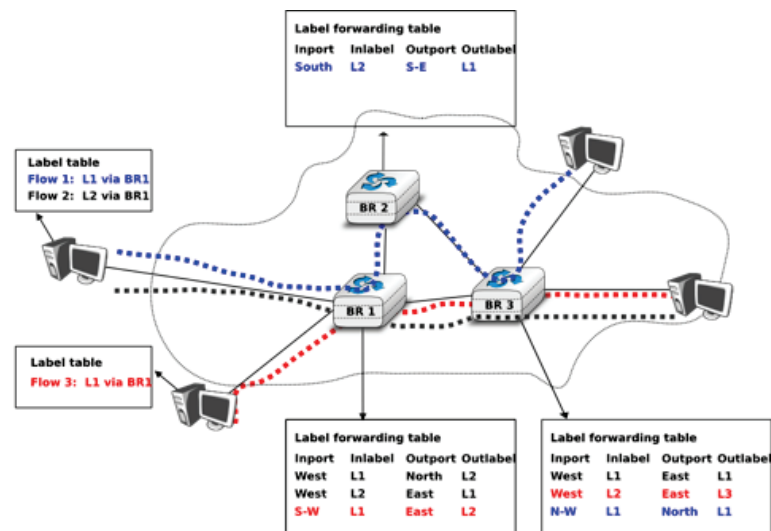 Label forwarding table
Inport Inlabel Outport Outlabel
South L2 S-E L1
Label table
Flow 1: L1 via BR1
Flow 2: L2 via BR1
BR 2
BR 1
BR 3
Label table
Flow 3: L1 via BR1
Label forwarding table
Inport Inlabel Outport Outlabel
West L1 North L2
West L2 East L1
S-W L1 East L2
Label forwarding table
Inport Inlabel Outport Outlabel
West L1 East L1
West L2 East L3
N-W L1 North L1